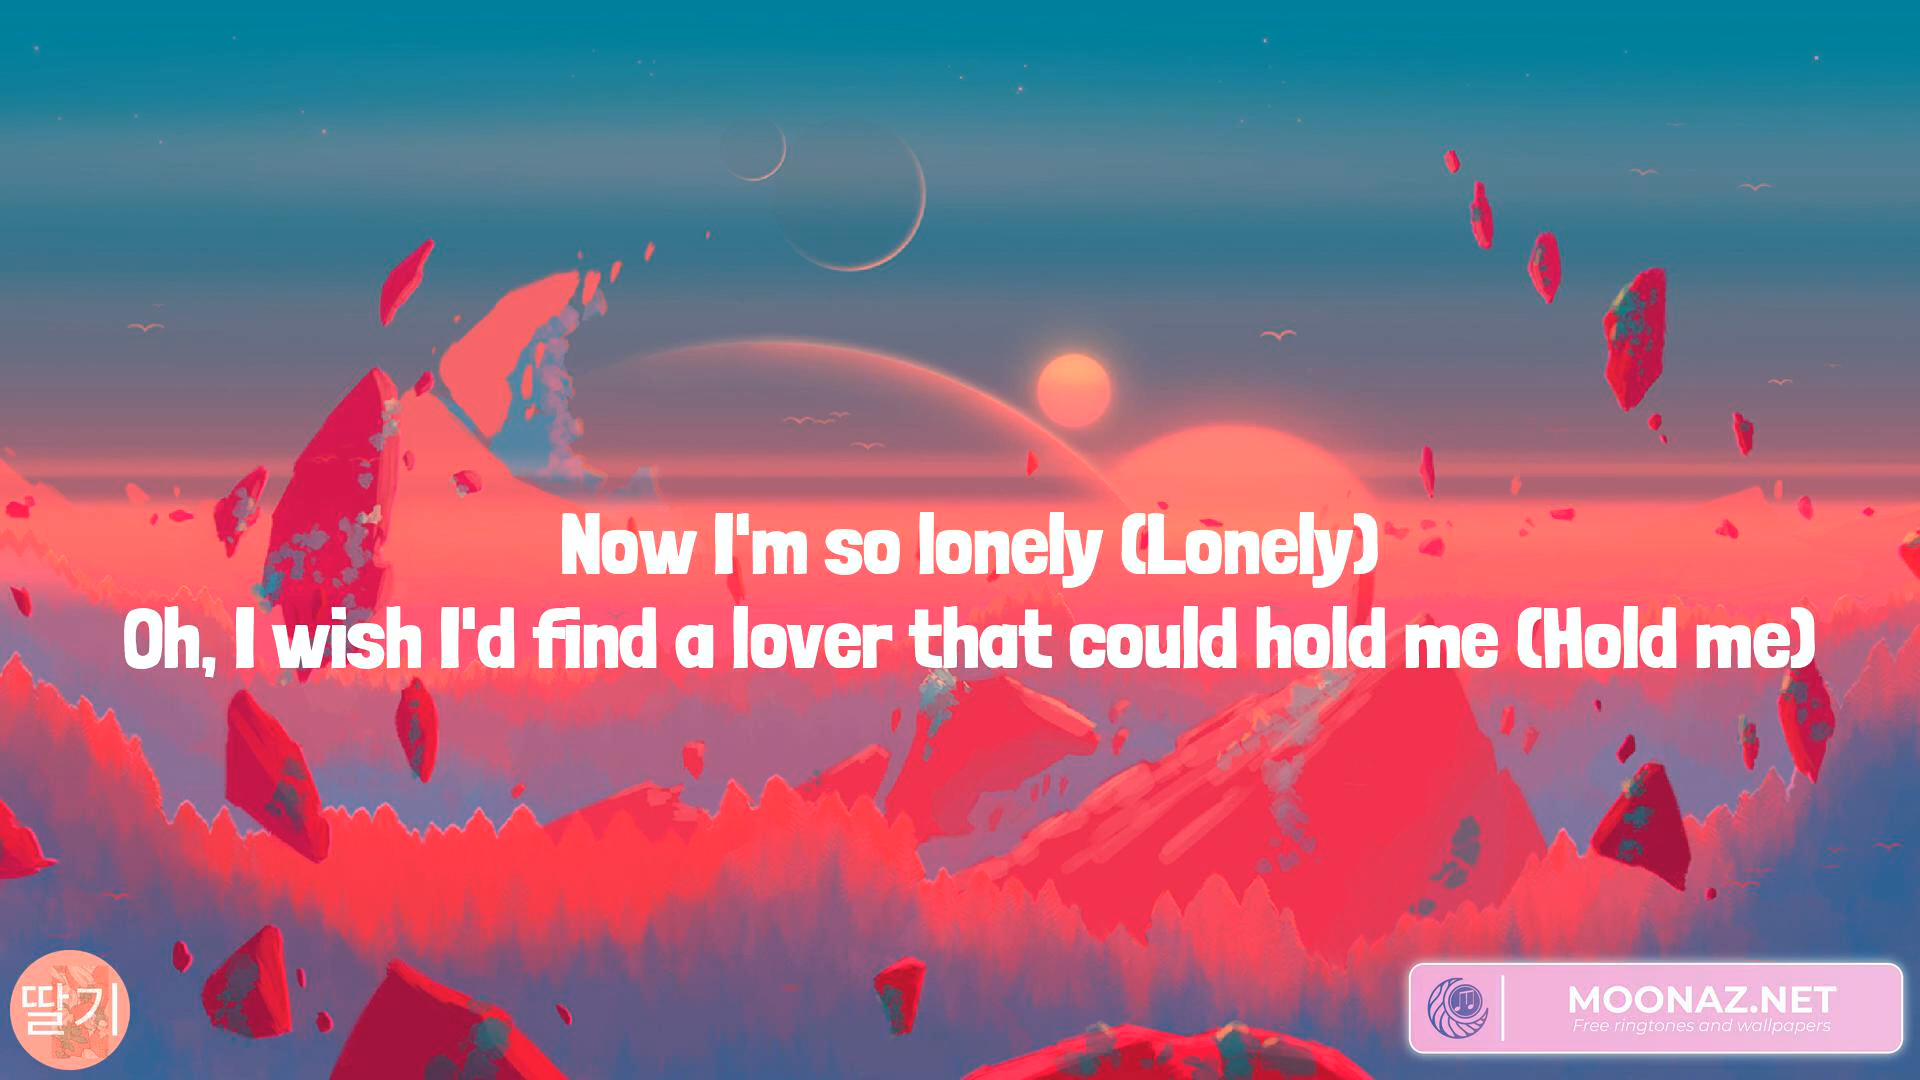 Now I'm so lonely (Lonely)
Oh, I wish I'd find a lover that could hold me (Hold me)
딸기
MOONAZ.NET
Free ringtones and wallpapers